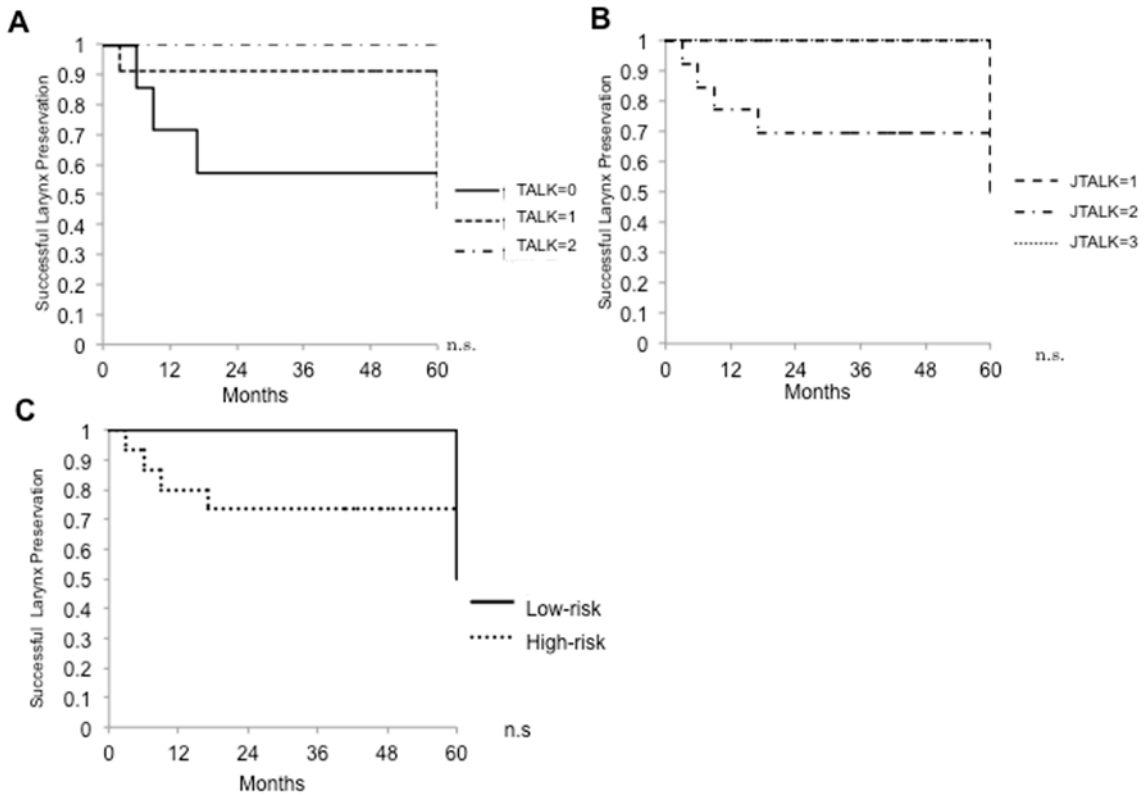 A
Successful Larynx Preservation
1
0.9
0.8
0.7
0.6
0.5
0.4
0.3
0.2
0.1
0
0 12 24 36 48 60
Months
TALK=0
TALK=1
TALK=2
n.s.
B
Successful Larynx Preservation
1
0.9
0.8
0.7
0.6
0.5
0.4
0.3
0.2
0.1
0
0 12 24 36 48 60
Months
JTALK=1
JTALK=2
JTALK=3
n.s.
C
Successful Larynx Preservation
1
0.9
0.8
0.7
0.6
0.5
0.4
0.3
0.2
0.1
0
0 12 24 36 48 60
Months
Low-risk
High-risk
n.s